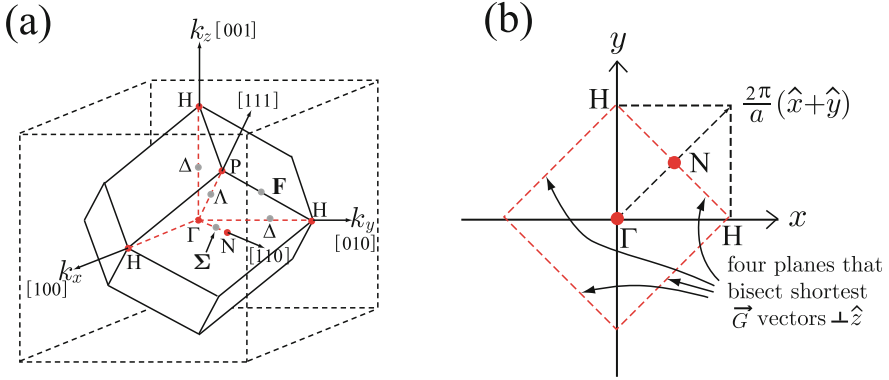 (a)
k_z [001]
H
[111]
P
Δ
F
Λ
H
k_y
[010]
Γ
Δ
N
Σ
[110]
H
k_x
[100]
(b)
y
H
2π/a (x̂+ŷ)
N
Γ
H
x
four planes that
bisect shortest
G⃗ vectors ⊥ẑ